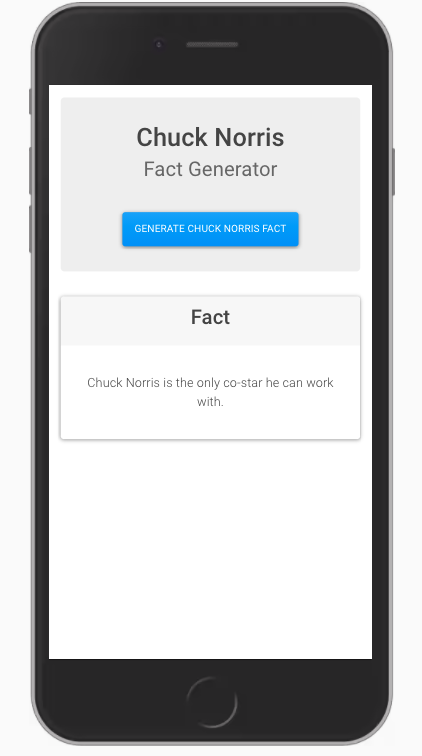 Chuck Norris
Fact Generator
GENERATE CHUCK NORRIS FACT
Fact
Chuck Norris is the only co-star he can work
with.